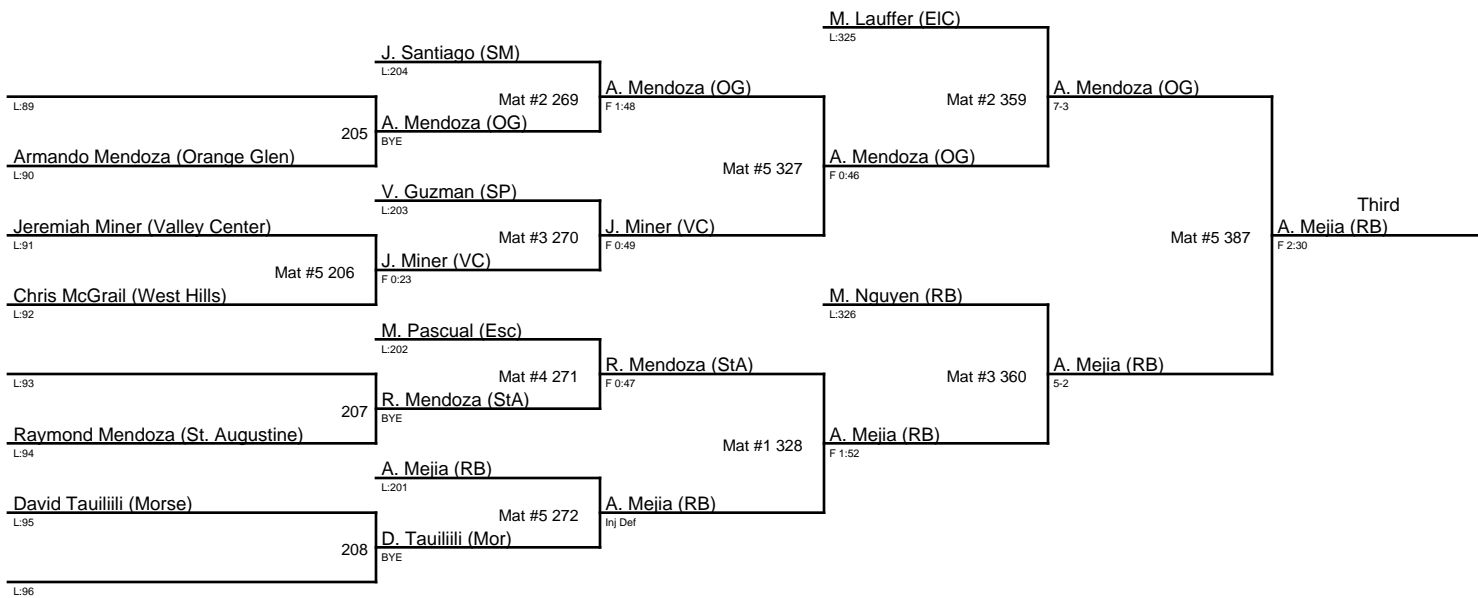 M. Lauffer (ElC)
L:325
J. Santiago (SM)
L:204
Mat #2 269
A. Mendoza (OG)
F 1:48
Mat #2 359
A. Mendoza (OG)
7-3
L:89
205
A. Mendoza (OG)
BYE
Armando Mendoza (Orange Glen)
L:90
Mat #5 327
A. Mendoza (OG)
F 0:46
V. Guzman (SP)
L:203
Third
Jeremiah Miner (Valley Center)
L:91
Mat #3 270
J. Miner (VC)
F 0:49
Mat #5 387
A. Mejia (RB)
F 2:30
Mat #5 206
J. Miner (VC)
F 0:23
Chris McGrail (West Hills)
L:92
M. Nguyen (RB)
L:326
M. Pascual (Esc)
L:202
L:93
Mat #4 271
R. Mendoza (StA)
F 0:47
Mat #3 360
A. Mejia (RB)
5-2
207
R. Mendoza (StA)
BYE
Raymond Mendoza (St. Augustine)
L:94
Mat #1 328
A. Mejia (RB)
F 1:52
A. Mejia (RB)
L:201
David Tauiliili (Morse)
L:95
Mat #5 272
A. Mejia (RB)
Inj Def
208
D. Tauiliili (Mor)
BYE
L:96